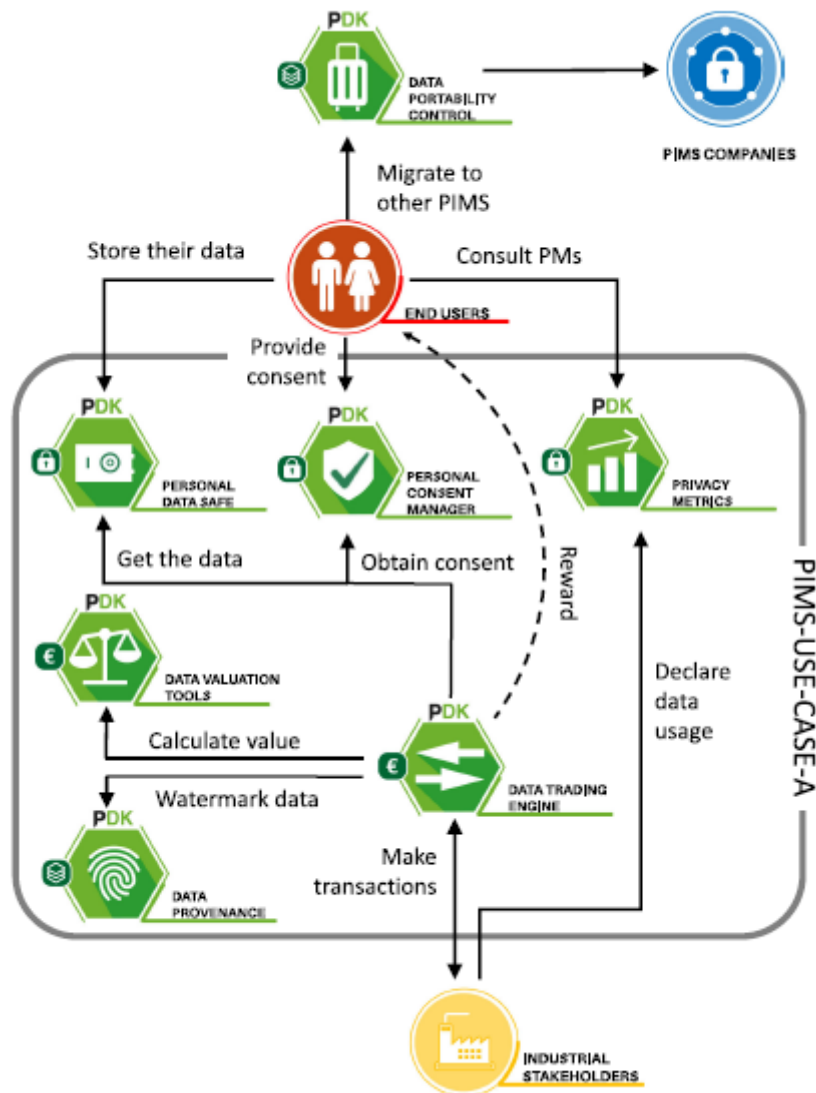 PDK
DATA
PORTABILITY
CONTROL
PIMS COMPANIES
Migrate to
other PIMS
Store their data
Consult PMs
END USERS
Provide
consent
PDK
PERSONAL
DATA SAFE
PDK
PERSONAL
CONSENT
MANAGER
PDK
PRIVACY
METRICS
Get the data
Obtain consent
Reward
PIMS-USE-CASE-A
PDK
€
DATA VALUATION
TOOLS
Declare
data
usage
Calculate value
PDK
€
DATA TRADING
ENGINE
Watermark data
PDK
DATA
PROVENANCE
Make
transactions
INDUSTRIAL
STAKEHOLDERS